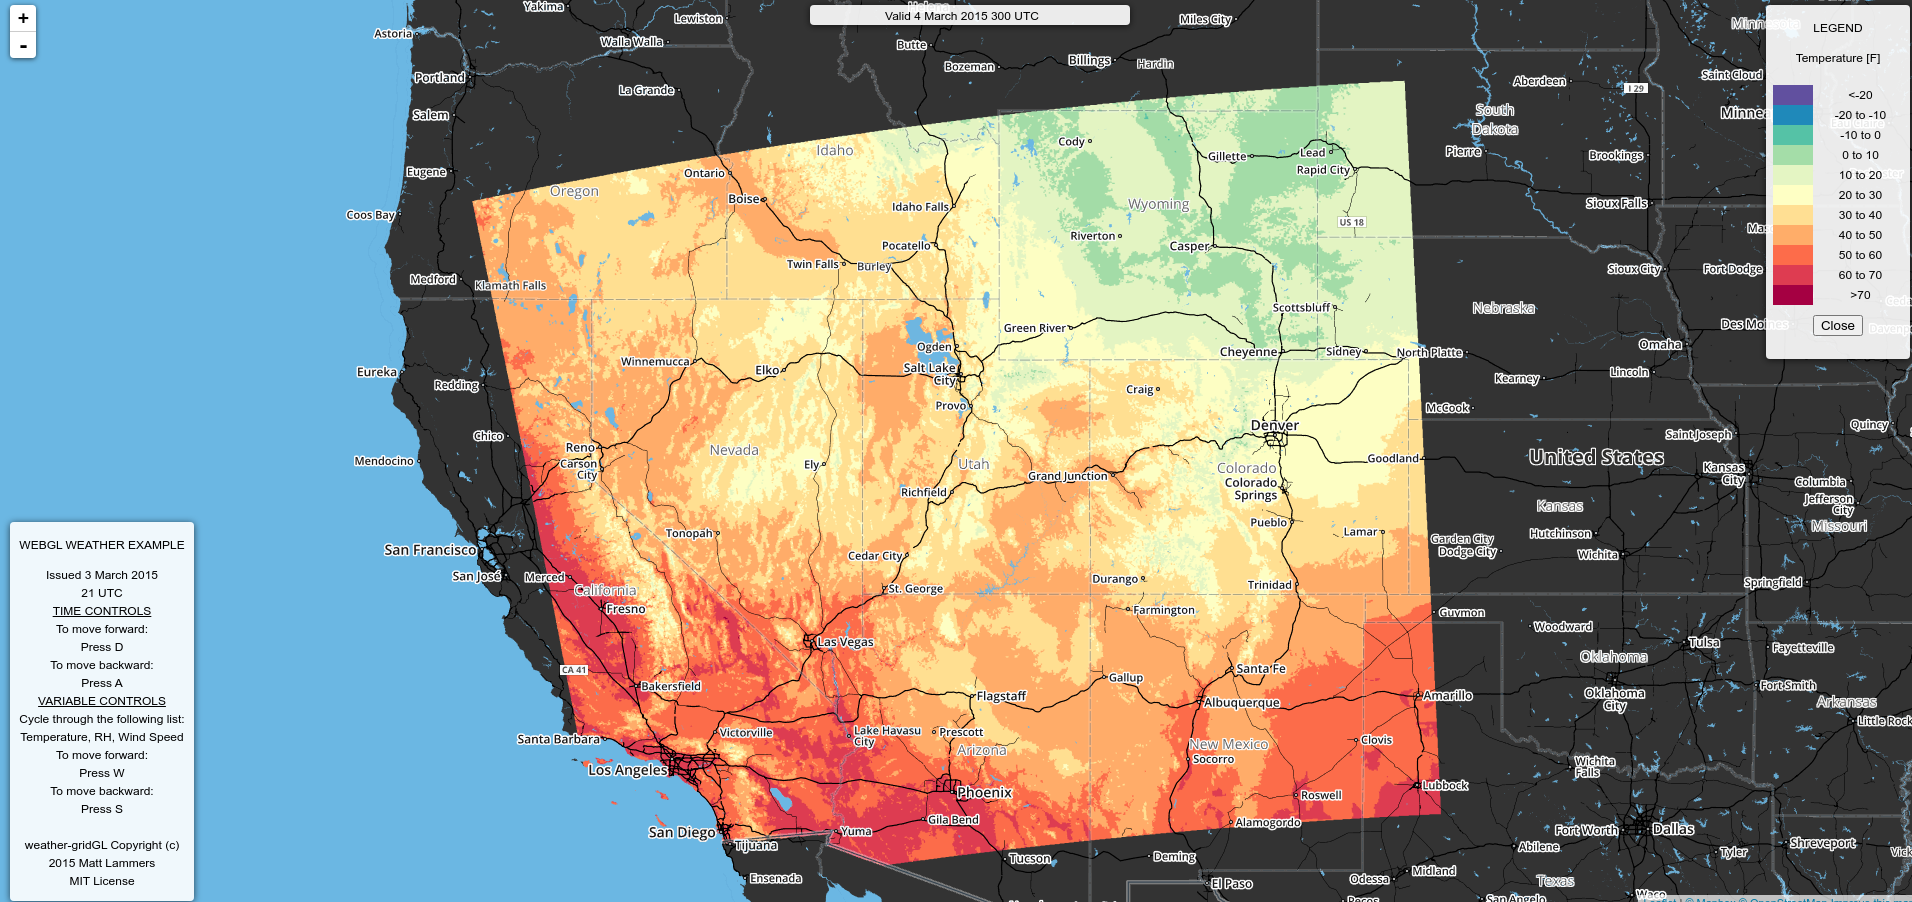 +
-
Valid 4 March 2015 300 UTC
LEGEND
Temperature [F]
<-20
-20 to -10
-10 to 0
0 to 10
10 to 20
20 to 30
30 to 40
40 to 50
50 to 60
60 to 70
>70
Close
Yakima
Lewiston
Helena
Miles City
Minnesota
Astoria
Walla Walla
Butte
Billings
Hardin
Bozeman
Portland
La Grande
Aberdeen
Saint Cloud
I 29
Salem
South
Dakota
Cody
Idaho
Gillette
Lead
Pierre
Brookings
Eugene
Ontario
Rapid City
Oregon
Boise
Idaho Falls
Wyoming
Sioux Falls
Coos Bay
US 18
Riverton
Pocatello
Casper
Medford
Klamath Falls
Twin Falls
Burley
Sioux City
Fort Dodge
Scottsbluff
Nebraska
Green River
Des Moines
Ogden
Cheyenne
Sidney
North Platte
Omaha
Eureka
Redding
Winnemucca
Elko
Salt Lake
City
Lincoln
Kearney
Craig
Provo
McCook
Chico
Denver
Saint Joseph
Quincy
Reno
Nevada
Mendocino
Carson
City
Ely
Utah
Goodland
United States
Kansas
City
Grand Junction
Colorado
Colorado
Springs
Columbia
Richfield
Jefferson
City
Kansas
Pueblo
Missouri
Tonopah
Lamar
Hutchinson
Garden City
Dodge City
Wichita
San Francisco
Cedar City
San José
Merced
California
Durango
Trinidad
Springfield
St. George
Fresno
Farmington
Guymon
Woodward
Las Vegas
Tulsa
Fayetteville
Oklahoma
CA 41
Santa Fe
Bakersfield
Gallup
Flagstaff
Albuquerque
Amarillo
Oklahoma
City
Fort Smith
Arkansas
Little Rock
Santa Barbara
Victorville
Lake Havasu
City
Prescott
Arizona
New Mexico
Clovis
Socorro
Wichita
Falls
Los Angeles
Phoenix
Roswell
Lubbock
Gila Bend
Alamogordo
San Diego
Yuma
Fort Worth
Dallas
Tijuana
Abilene
Shreveport
Tucson
Deming
Tyler
Ensenada
El Paso
Odessa
Midland
Texas
San Angelo
Waco
Pecos
WEBGL WEATHER EXAMPLE
Issued 3 March 2015
21 UTC
TIME CONTROLS
To move forward:
Press D
To move backward:
Press A
VARIABLE CONTROLS
Cycle through the following list:
Temperature, RH, Wind Speed
To move forward:
Press W
To move backward:
Press S
weather-gridGL Copyright (c)
2015 Matt Lammers
MIT License